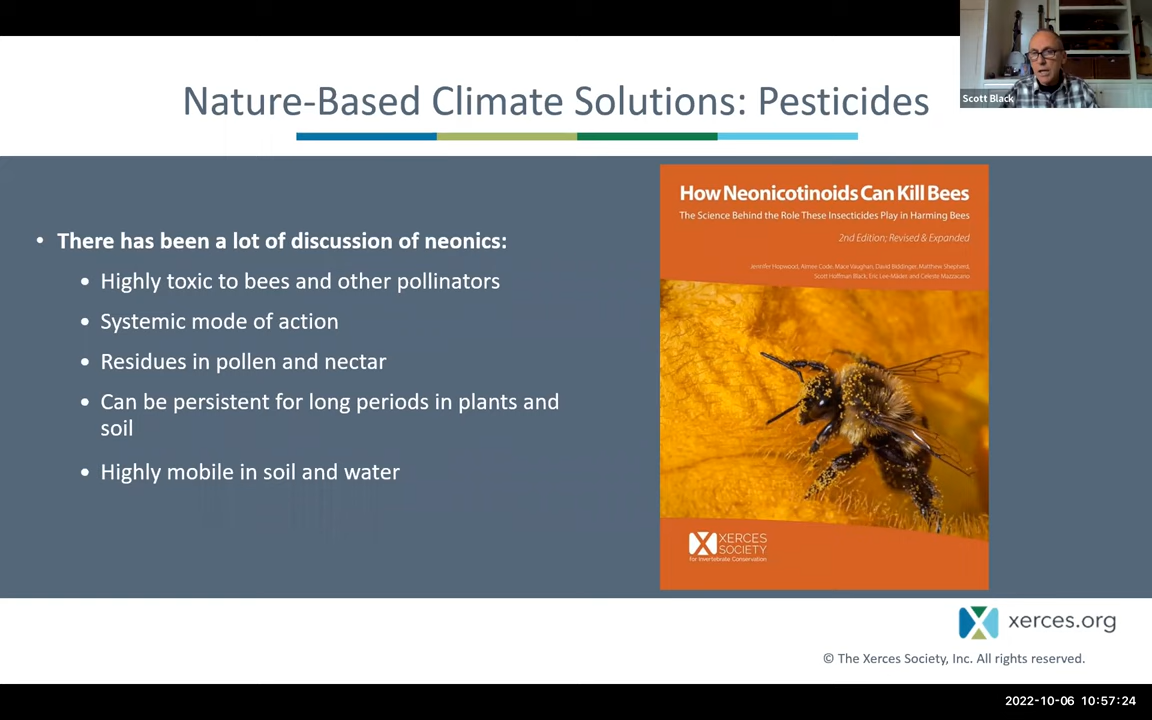 Nature-Based Climate Solutions: Pesticides
Scott Black
• There has been a lot of discussion of neonics:
• Highly toxic to bees and other pollinators
• Systemic mode of action
• Residues in pollen and nectar
• Can be persistent for long periods in plants and
soil
• Highly mobile in soil and water
How Neonicotinoids Can Kill Bees
The Science Behind the Role These Insecticides Play in Harming Bees
2nd Edition; Revised & Expanded
Jennifer Hopwood, Aimee Code, Mace Vaughan, David Biddinger, Matthew Shepherd,
Scott Hoffman Black, Eric Lee-Mäder, and Celeste Mazzacano
XERCES
SOCIETY
for Invertebrate Conservation
xerces.org
© The Xerces Society, Inc. All rights reserved.
2022-10-06 10:57:24